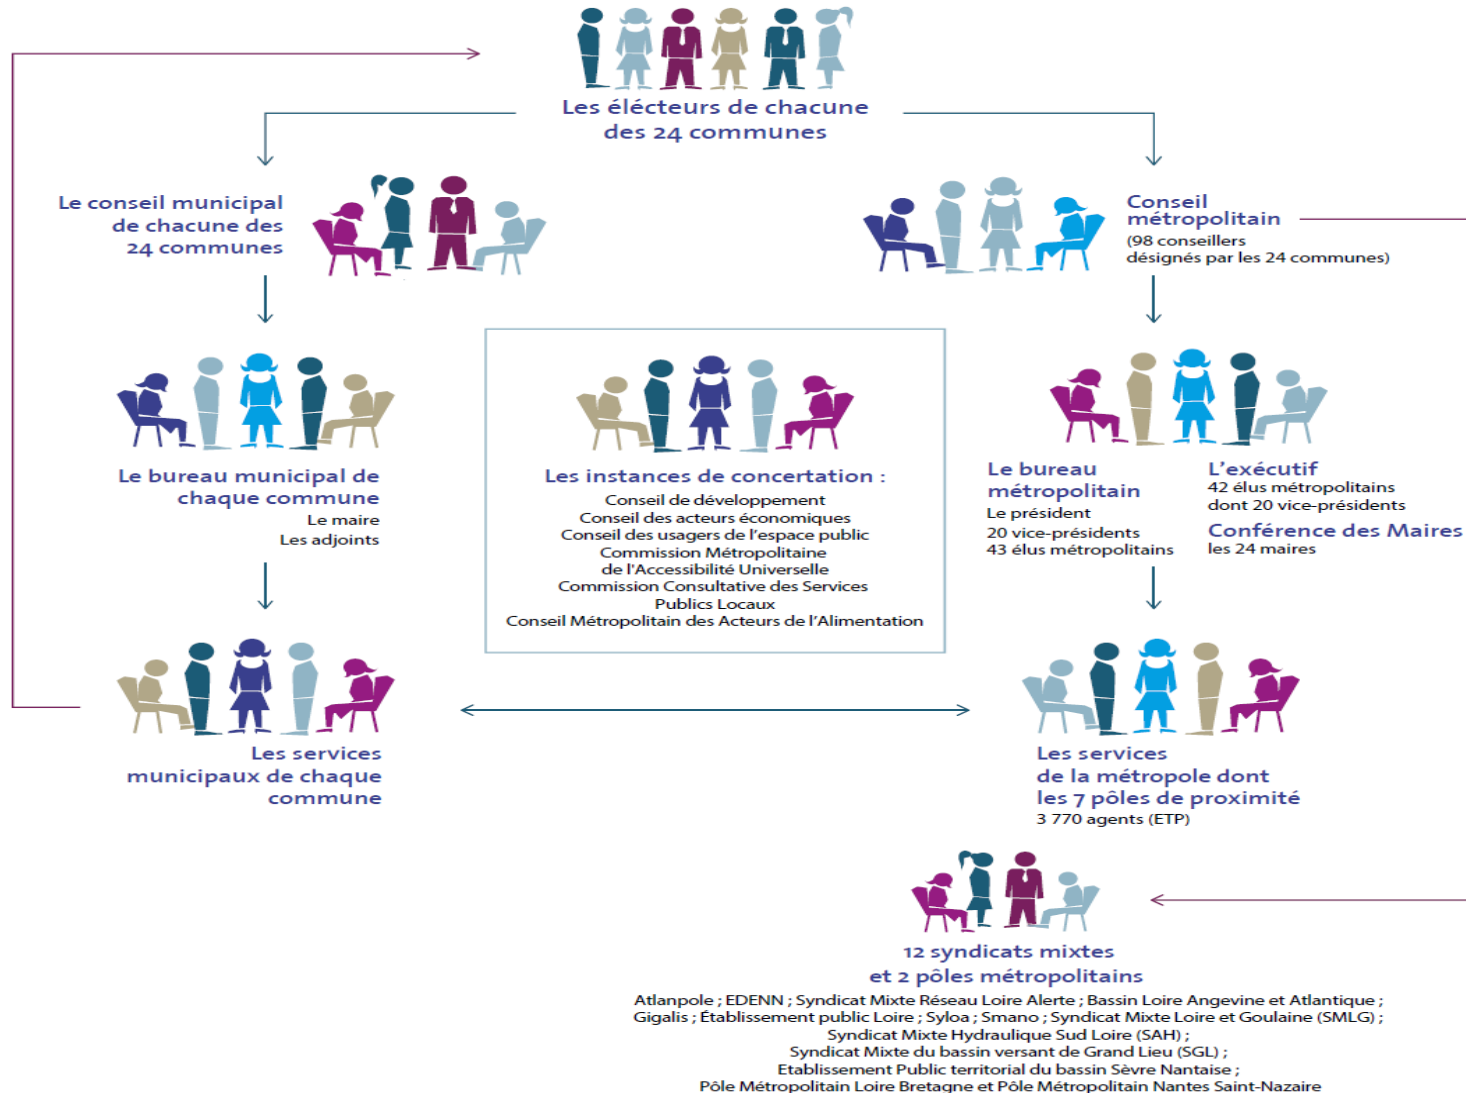 Les élécteurs de chacune
des 24 communes
Le conseil municipal
de chacune des
24 communes
Conseil
métropolitain
(98 conseillers
désignés par les 24 communes)
Le bureau municipal de
chaque commune
Le maire
Les adjoints
Les instances de concertation :
Conseil de développement
Conseil des acteurs économiques
Conseil des usagers de l'espace public
Commission Métropolitaine
de l'Accessibilité Universelle
Commission Consultative des Services
Publics Locaux
Conseil Métropolitain des Acteurs de l'Alimentation
Le bureau
métropolitain
Le président
20 vice-présidents
43 élus métropolitains
L'exécutif
42 élus métropolitains
dont 20 vice-présidents
Conférence des Maires
les 24 maires
Les services
municipaux de chaque
commune
Les services
de la métropole dont
les 7 pôles de proximité
3 770 agents (ETP)
12 syndicats mixtes
et 2 pôles métropolitains
Atlanpole ; EDENN ; Syndicat Mixte Réseau Loire Alerte ; Bassin Loire Angevine et Atlantique ;
Gigalis ; Établissement public Loire ; Syloa ; Smano ; Syndicat Mixte Loire et Goulaine (SMLG) ;
Syndicat Mixte Hydraulique Sud Loire (SAH) ;
Syndicat Mixte du bassin versant de Grand Lieu (SGL) ;
Etablissement Public territorial du bassin Sèvre Nantaise ;
Pôle Métropolitain Loire Bretagne et Pôle Métropolitain Nantes Saint-Nazaire